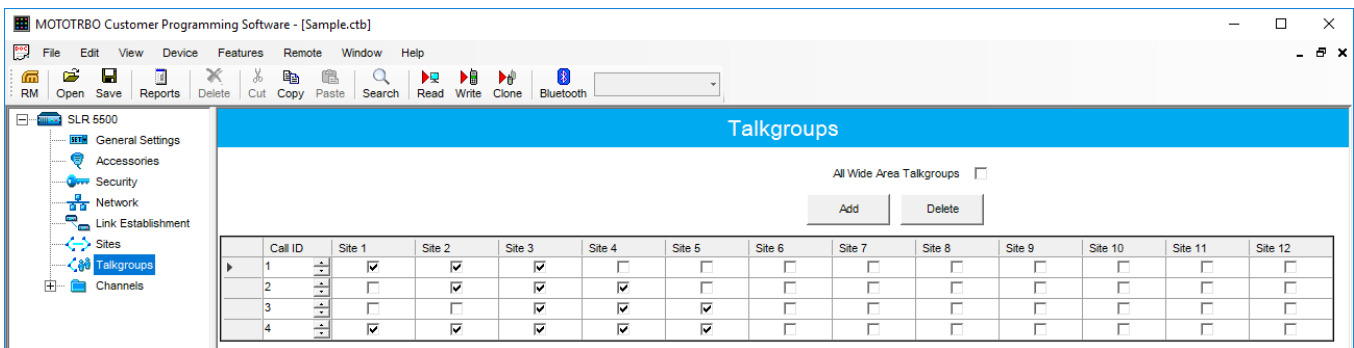 MOTOTRBO Customer Programming Software - [Sample.ctb]
File Edit View Device Features Remote Window Help
RM Open Save Reports Delete Cut Copy Paste Search Read Write Clone Bluetooth
SLR 5500
General Settings
Accessories
Security
Network
Link Establishment
Sites
Talkgroups
Channels
Talkgroups
All Wide Area Talkgroups
Add Delete
Call ID Site 1 Site 2 Site 3 Site 4 Site 5 Site 6 Site 7 Site 8 Site 9 Site 10 Site 11 Site 12
1
2
3
4